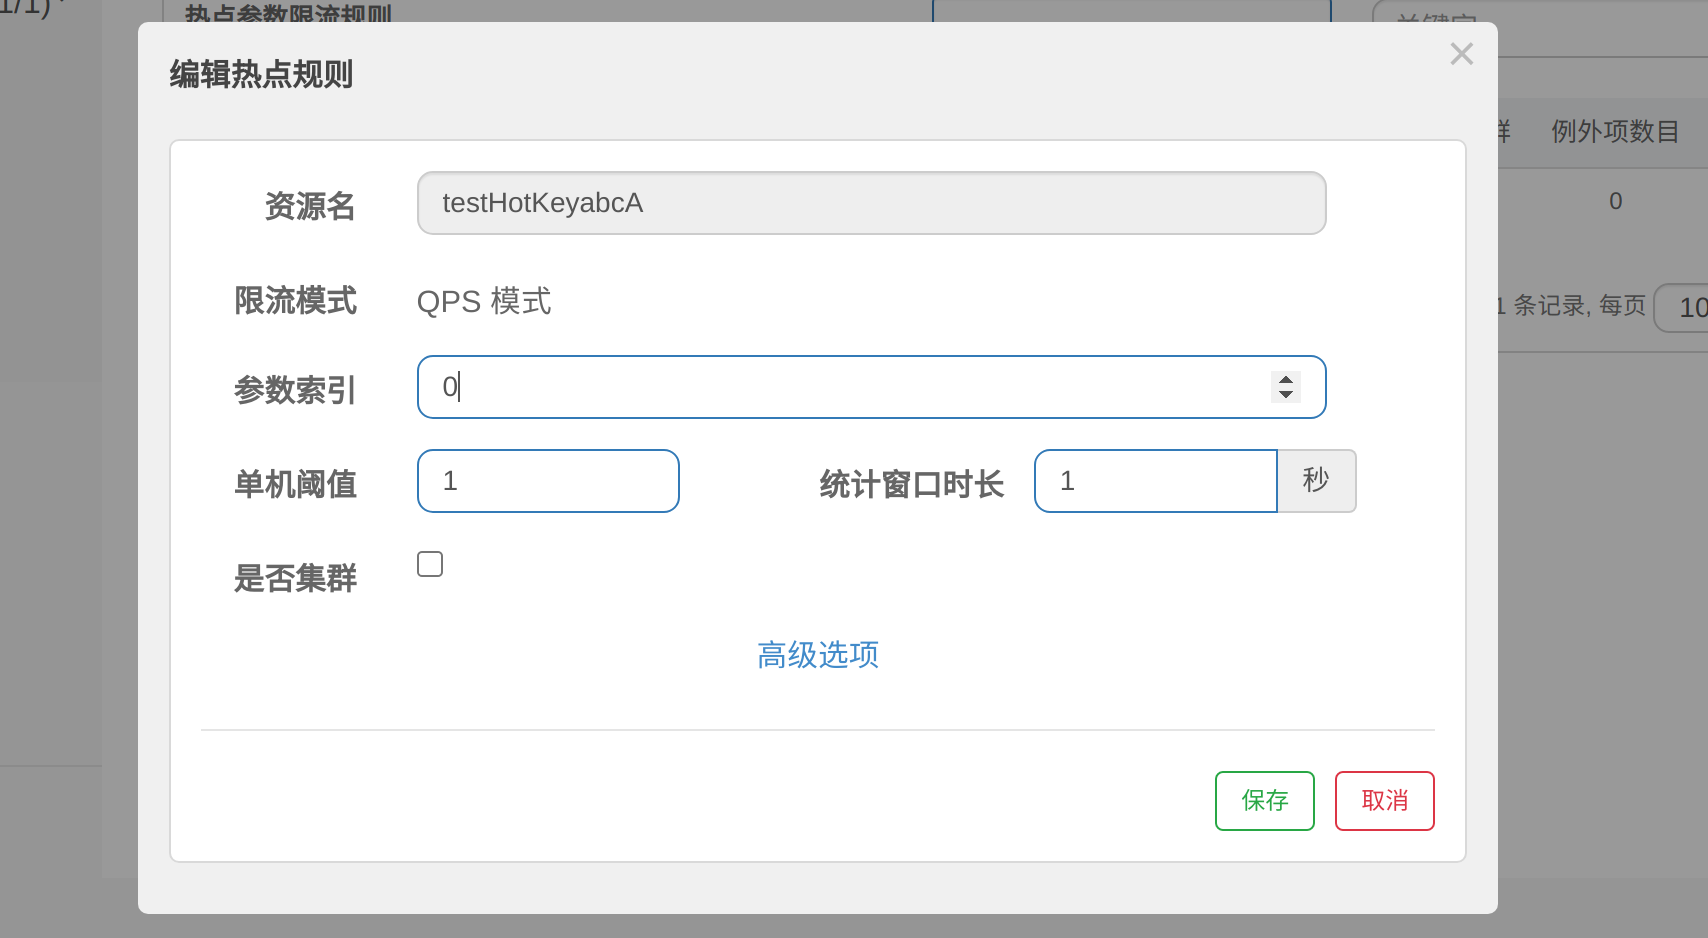 1/1)
热点参数限流规则
关键字
编辑热点规则
×
例外项数目
资源名 testHotKeyabcA
0
限流模式 QPS 模式
1 条记录, 每页 10
参数索引 0
单机阈值 1 统计窗口时长 1 秒
是否集群
高级选项
保存 取消